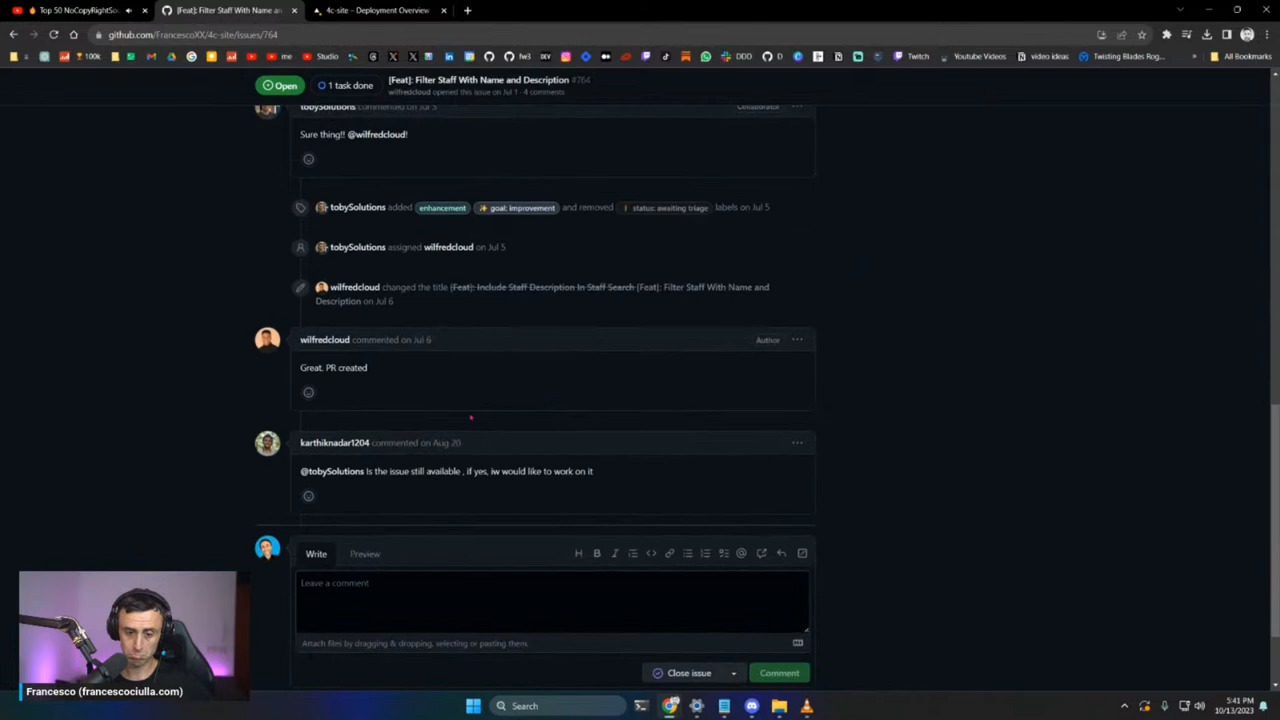 Top 50 NoCopyRightSou
[Feat]: Filter Staff With Name an
4c-site – Deployment Overview
github.com/FrancescoXX/4c-site/issues/764
100k
me
Studio
fw3
DEV
DDD
D
Twitch
Youtube Videos
video ideas
Twisting Blades Rog...
All Bookmarks
Open
1 task done
[Feat]: Filter Staff With Name and Description #764
wilfredcloud opened this issue on Jul 1 · 4 comments
tobySolutions commented on Jul 5
Collaborator
Sure thing!! @wilfredcloud!
tobySolutions added enhancement ✨ goal: improvement and removed status: awaiting triage labels on Jul 5
tobySolutions assigned wilfredcloud on Jul 5
wilfredcloud changed the title [Feat]: Include Staff Description In Staff Search [Feat]: Filter Staff With Name and
Description on Jul 6
wilfredcloud commented on Jul 6
Author
Great. PR created
karthiknadar1204 commented on Aug 20
@tobySolutions Is the issue still available , if yes, iw would like to work on it
Write
Preview
Leave a comment
Attach files by dragging & dropping, selecting or pasting them.
Close issue
Comment
Francesco (francescociulla.com)
Search
5:41 PM
10/13/2023